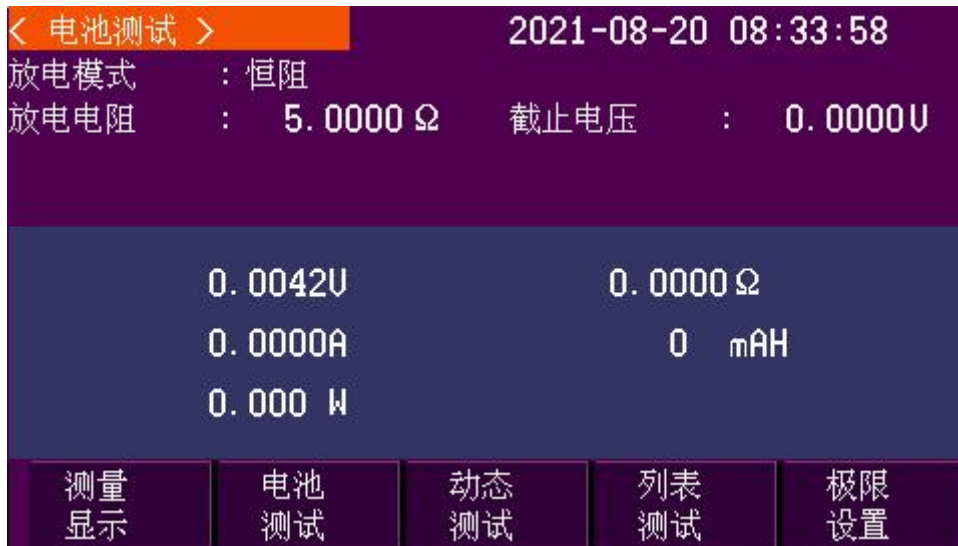 < 电池测试 > 2021-08-20 08:33:58
放电模式 : 恒阻
放电电阻 : 5.0000Ω 截止电压 : 0.0000V
0.0042V 0.0000Ω
0.0000A 0 mAH
0.000 W
测量 电池 动态 列表 极限
显示 测试 测试 测试 设置